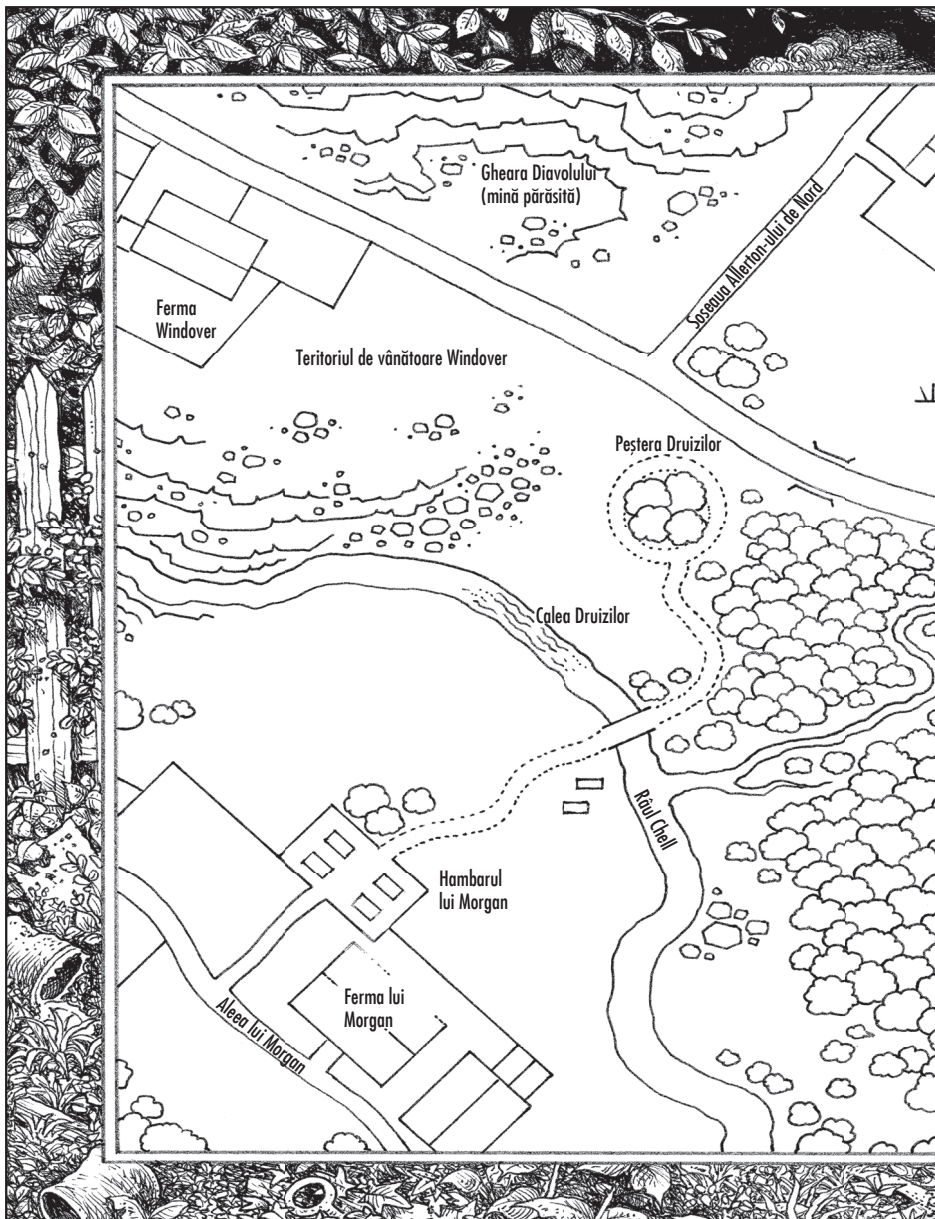 Gheara Diavolului
(mină părăsită)
Șoseaua Allerton-ului de Nord
Ferma
Windover
Teritoriul de vânătoare Windover
Peștera Druizilor
Calea Druizilor
Râul Chell
Hambarul
lui Morgan
Ferma lui
Morgan
Aleea lui Morgan